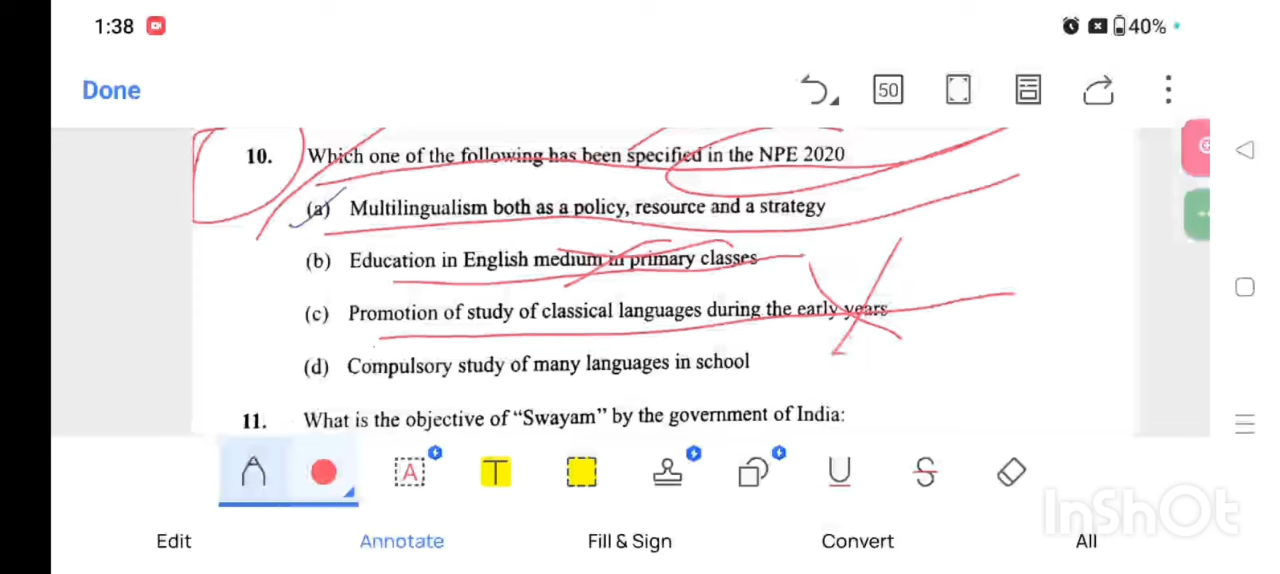 1:38
40%
Done
50
10. Which one of the following has been specified in the NPE 2020
(a) Multilingualism both as a policy, resource and a strategy
(b) Education in English medium in primary classes
(c) Promotion of study of classical languages during the early years
(d) Compulsory study of many languages in school
11. What is the objective of “Swayam” by the government of India:
A T U S
Edit Annotate Fill & Sign Convert All
InShOt